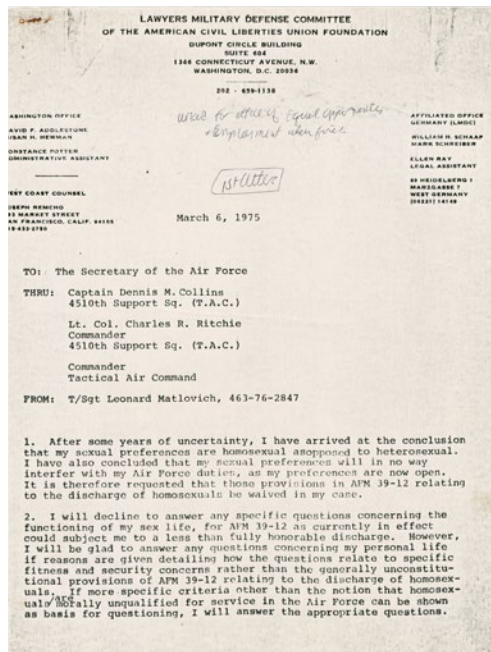 LAWYERS MILITARY DEFENSE COMMITTEE
OF THE AMERICAN CIVIL LIBERTIES UNION FOUNDATION
DUPONT CIRCLE BUILDING
SUITE 604
1346 CONNECTICUT AVENUE, N.W.
WASHINGTON, D.C. 20036
202 - 659-1138
ASHINGTON OFFICE
AVID F. ADDLESTONE
USAN H. HEWMAN
ONSTANCE POTTER
DMINISTRATIVE ASSISTANT
EST COAST COUNSEL
OSEPH REMCHO
MARKET STREET
AN FRANCISCO, CALIF. 94105
AFFILIATED OFFICE
GERMANY (LMDC)
WILLIAM H. SCHAAP
MARK SCHREIBER
ELLEN RAY
LEGAL ASSISTANT
69 HEIDELBERG 1
MARZGASSE 7
WEST GERMANY
office of Equal
1st letter
March 6, 1975
TO: The Secretary of the Air Force
THRU: Captain Dennis M. Collins
4510th Support Sq. (T.A.C.)
Lt. Col. Charles R. Ritchie
Commander
4510th Support Sq. (T.A.C.)
Commander
Tactical Air Command
FROM: T/Sgt Leonard Matlovich, 463-76-2847
1. After some years of uncertainty, I have arrived at the conclusion
that my sexual preferences are homosexual asopposed to heterosexual.
I have also concluded that my sexual preferences will in no way
interfer with my Air Force duties, as my preferences are now open.
It is therefore requested that those provisions in AFM 39-12 relating
to the discharge of homosexuals be waived in my case.
2. I will decline to answer any specific questions concerning the
functioning of my sex life, for AFM 39-12 as currently in effect
could subject me to a less than fully honorable discharge. However,
I will be glad to answer any questions concerning my personal life
if reasons are given detailing how the questions relate to specific
fitness and security concerns rather than the generally unconstitu-
tional provisions of AFM 39-12 relating to the discharge of homosex-
uals. If more specific criteria other than the notion that homosex-
uals/are morally unqualified for service in the Air Force can be shown
as basis for questioning, I will answer the appropriate questions.